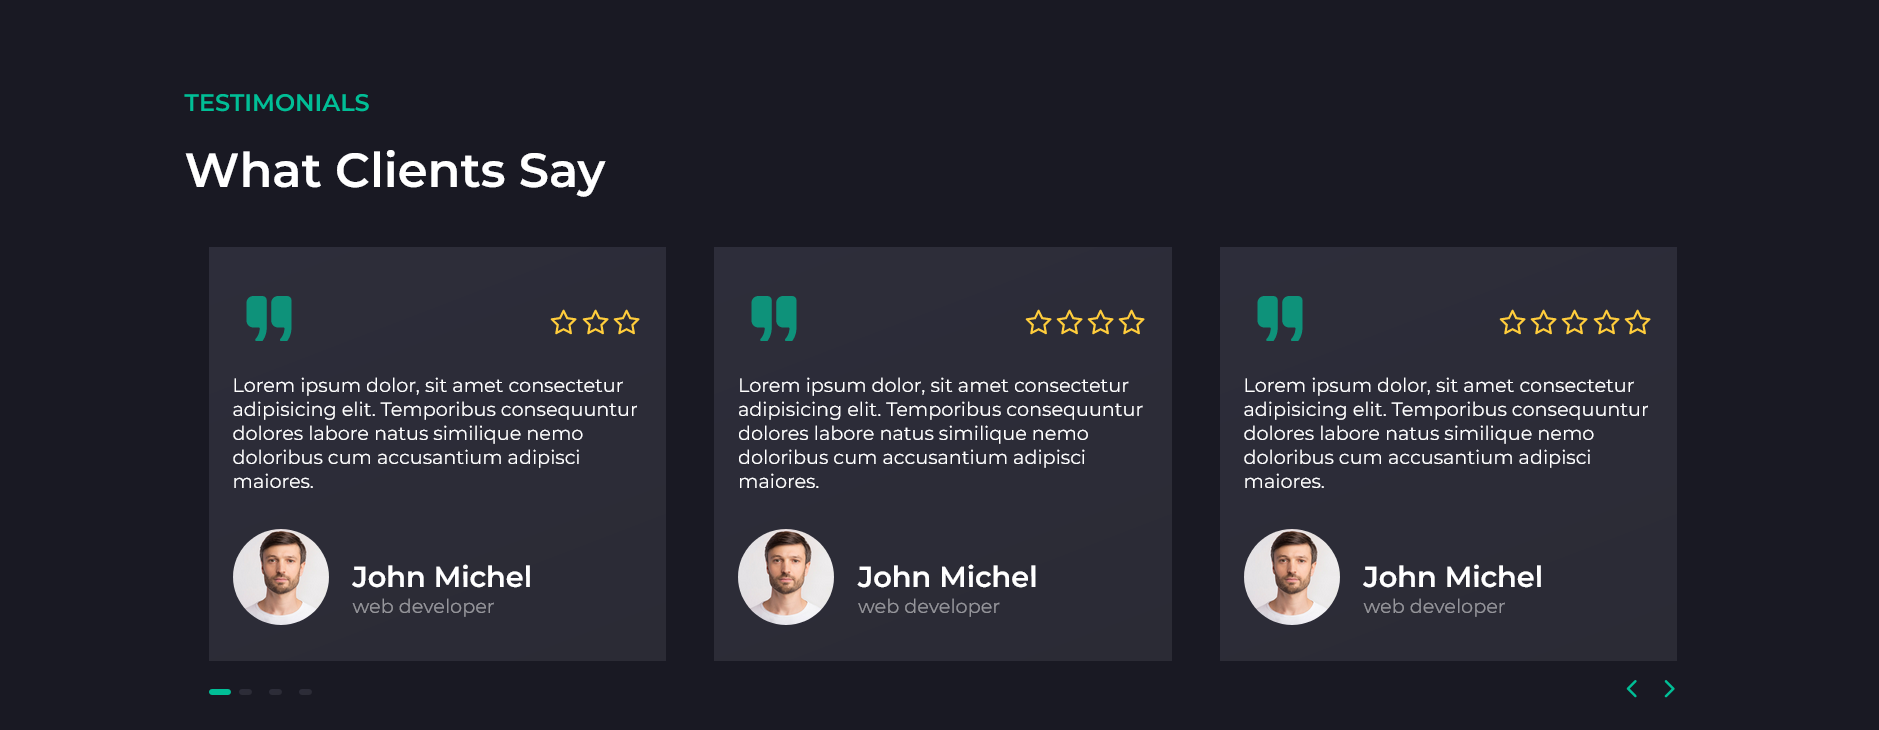 TESTIMONIALS
What Clients Say
Lorem ipsum dolor, sit amet consectetur
adipisicing elit. Temporibus consequuntur
dolores labore natus similique nemo
doloribus cum accusantium adipisci
maiores.
John Michel
web developer
Lorem ipsum dolor, sit amet consectetur
adipisicing elit. Temporibus consequuntur
dolores labore natus similique nemo
doloribus cum accusantium adipisci
maiores.
John Michel
web developer
Lorem ipsum dolor, sit amet consectetur
adipisicing elit. Temporibus consequuntur
dolores labore natus similique nemo
doloribus cum accusantium adipisci
maiores.
John Michel
web developer